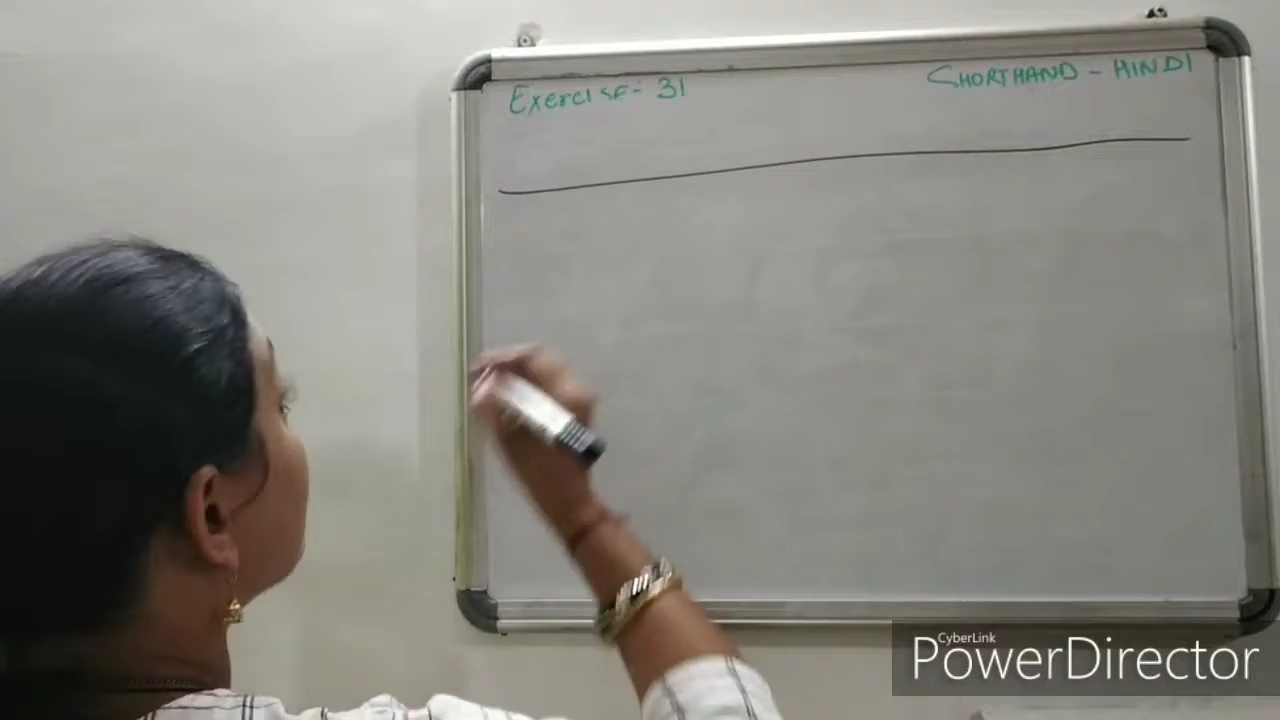 Exercise- 31
SHORTHAND - HINDI
CyberLink
PowerDirector